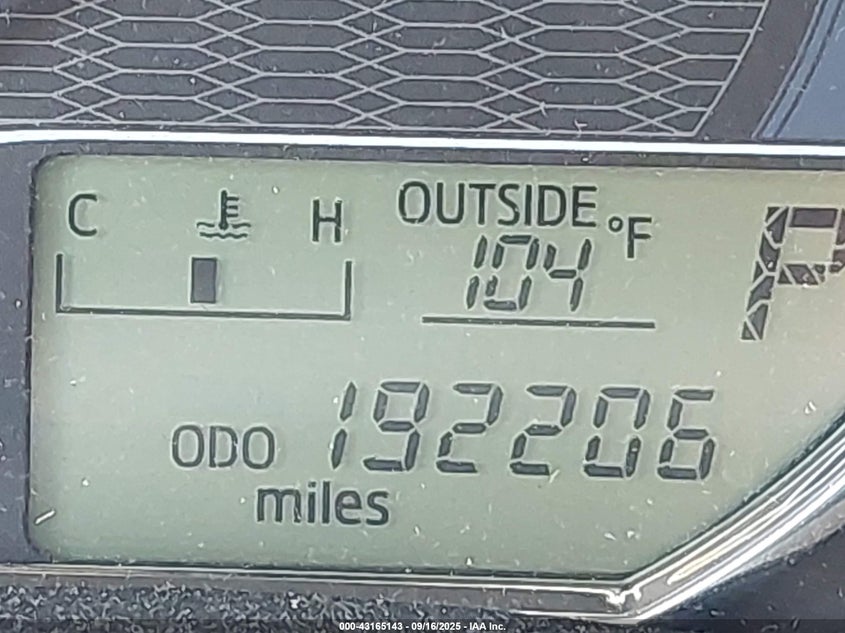 C H OUTSIDE
104 °F P
ODO 192206
miles
000-43165143 - 09/16/2025 - IAA Inc.